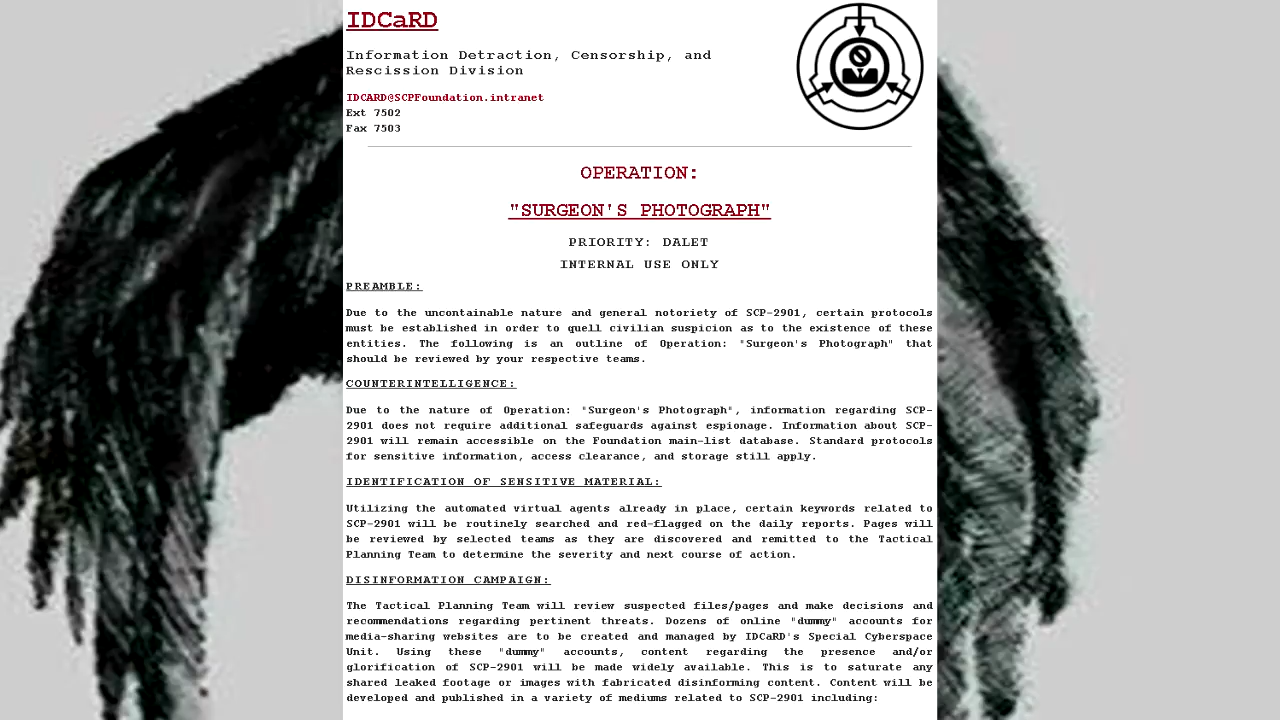 IDCaRD
Information Detraction, Censorship, and
Rescission Division
IDCARD@SCPFoundation.intranet
Ext 7502
Fax 7503
OPERATION:
"SURGEON'S PHOTOGRAPH"
PRIORITY: DALET
INTERNAL USE ONLY
PREAMBLE:
Due to the uncontainable nature and general notoriety of SCP-2901, certain protocols
must be established in order to quell civilian suspicion as to the existence of these
entities. The following is an outline of Operation: "Surgeon's Photograph" that
should be reviewed by your respective teams.
COUNTERINTELLIGENCE:
Due to the nature of Operation: "Surgeon's Photograph", information regarding SCP-
2901 does not require additional safeguards against espionage. Information about SCP-
2901 will remain accessible on the Foundation main-list database. Standard protocols
for sensitive information, access clearance, and storage still apply.
IDENTIFICATION OF SENSITIVE MATERIAL:
Utilizing the automated virtual agents already in place, certain keywords related to
SCP-2901 will be routinely searched and red-flagged on the daily reports. Pages will
be reviewed by selected teams as they are discovered and remitted to the Tactical
Planning Team to determine the severity and next course of action.
DISINFORMATION CAMPAIGN:
The Tactical Planning Team will review suspected files/pages and make decisions and
recommendations regarding pertinent threats. Dozens of online "dummy" accounts for
media-sharing websites are to be created and managed by IDCaRD's Special Cyberspace
Unit. Using these "dummy" accounts, content regarding the presence and/or
glorification of SCP-2901 will be made widely available. This is to saturate any
shared leaked footage or images with fabricated disinforming content. Content will be
developed and published in a variety of mediums related to SCP-2901 including: